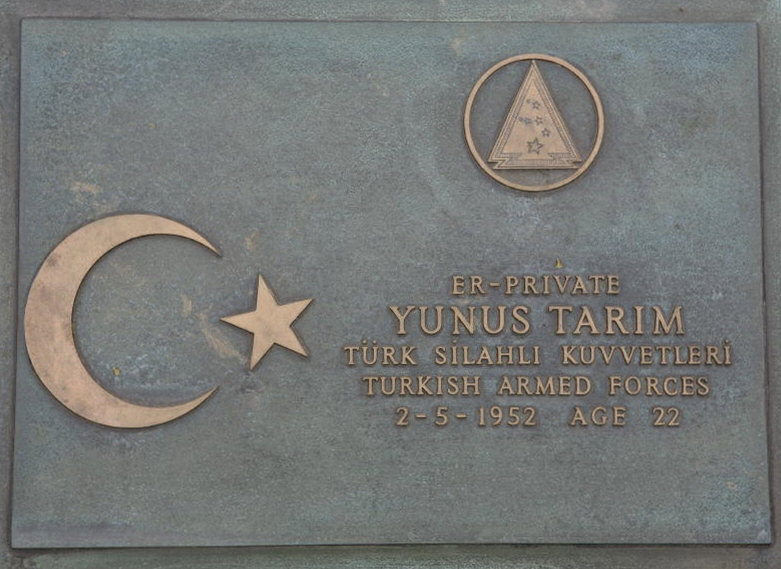 ER-PRIVATE
YUNUS TARIM
TÜRK SİLAHLI KUVVETLERİ
TURKISH ARMED FORCES
2-5-1952 AGE 22